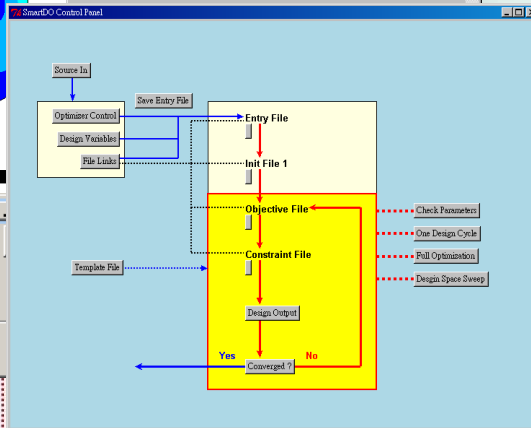 SmartDO Control Panel
Source In
Save Entry File
Optimizer Control
Entry File
Design Variables
File Links
Init File 1
Objective File
Check Parameters
One Design Cycle
Constraint File
Full Optimization
Template File
Desgin Space Sweep
Design Output
Yes
No
Converged ?